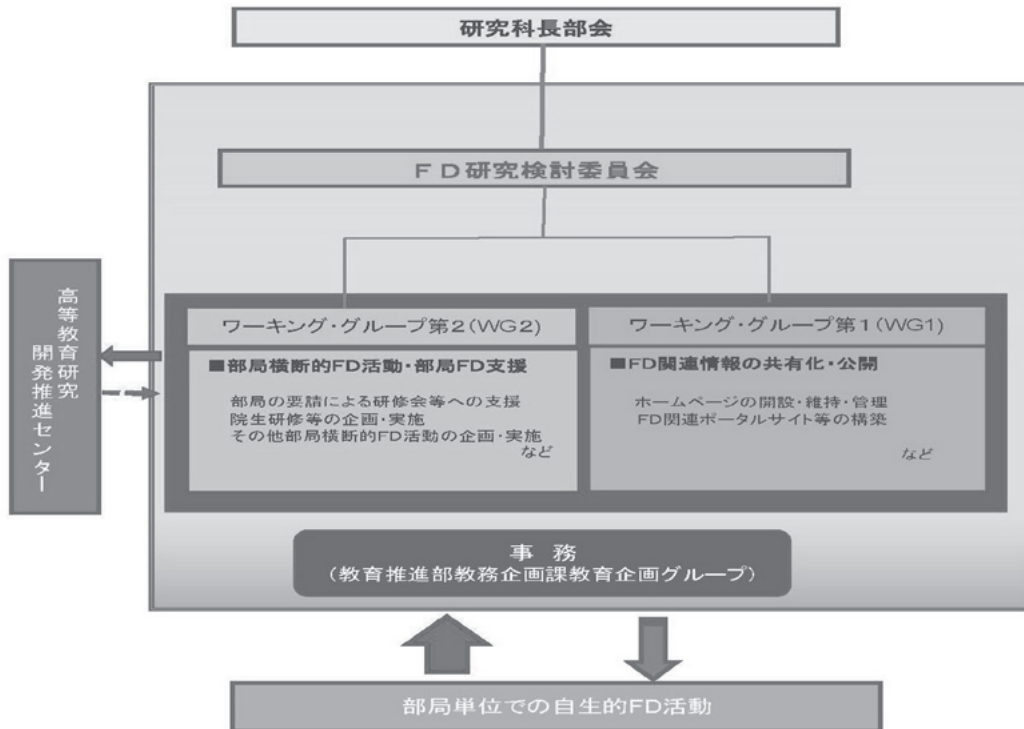 研究科長部会
FD研究検討委員会
高等教育研究
開発推進センター
ワーキング・グループ第2(WG2)
■部局横断的FD活動・部局FD支援
部局の要請による研修会等への支援
院生研修等の企画・実施
その他部局横断的FD活動の企画・実施
など
ワーキング・グループ第1(WG1)
■FD関連情報の共有化・公開
ホームページの開設・維持・管理
FD関連ポータルサイト等の構築
など
事務
(教育推進部教務企画課教育企画グループ)
部局単位での自生的FD活動